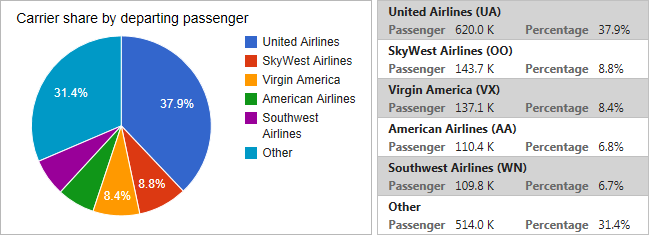 Carrier share by departing passenger
37.9%
8.8%
8.4%
31.4%
United Airlines
SkyWest Airlines
Virgin America
American Airlines
Southwest
Airlines
Other
United Airlines (UA)
Passenger 620.0 K Percentage 37.9%
SkyWest Airlines (OO)
Passenger 143.7 K Percentage 8.8%
Virgin America (VX)
Passenger 137.1 K Percentage 8.4%
American Airlines (AA)
Passenger 110.4 K Percentage 6.8%
Southwest Airlines (WN)
Passenger 109.8 K Percentage 6.7%
Other
Passenger 514.0 K Percentage 31.4%